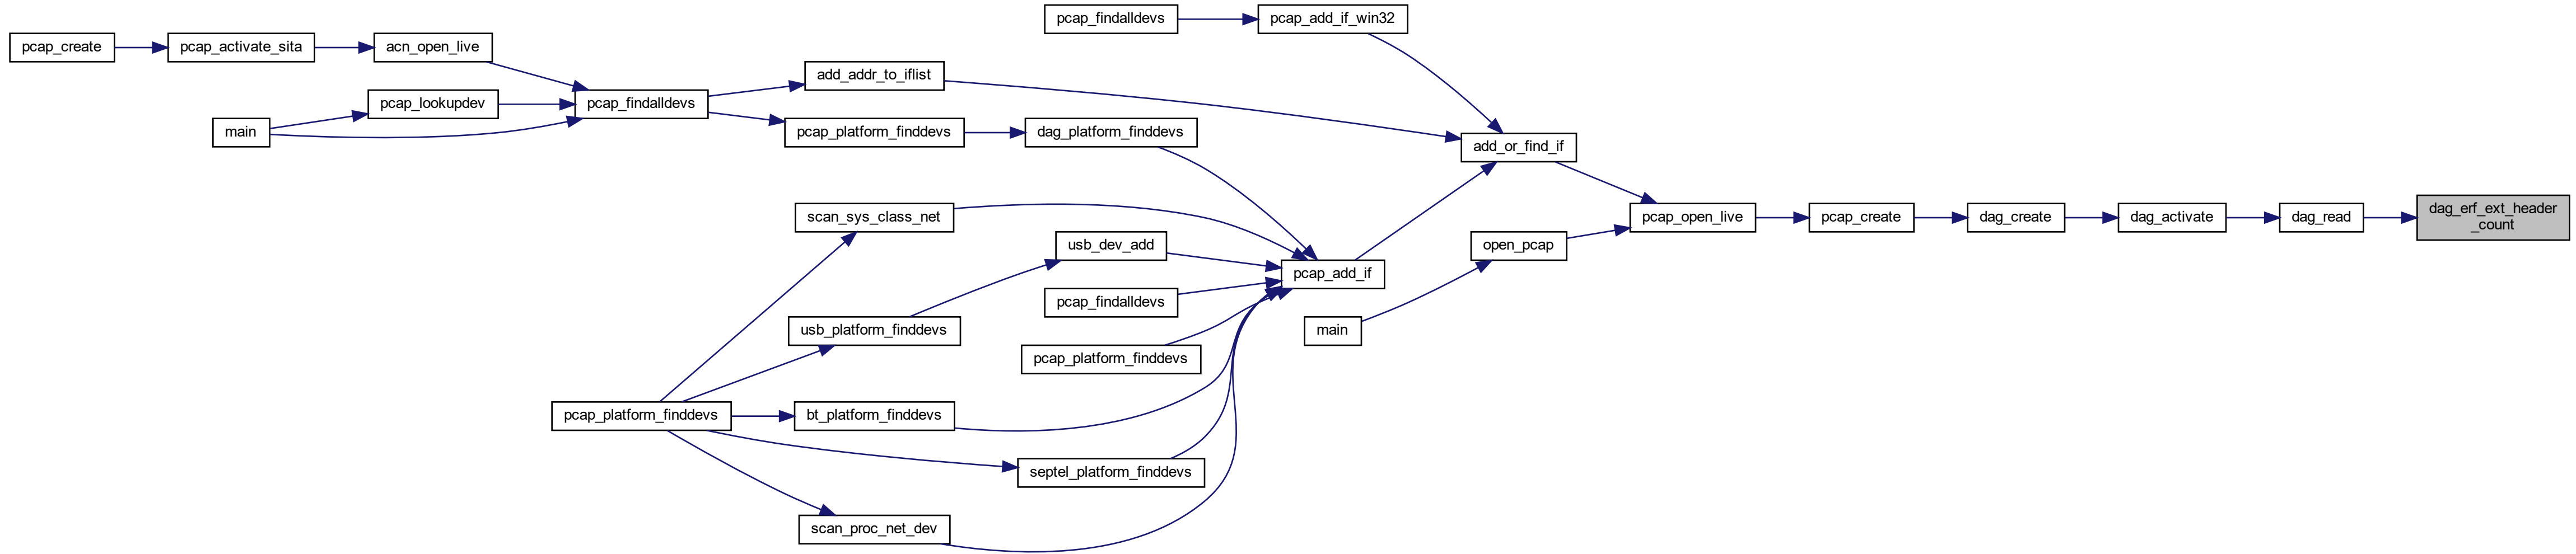 pcap_findalldevs
pcap_add_if_win32
pcap_create
pcap_activate_sita
acn_open_live
add_addr_to_iflist
pcap_lookupdev
pcap_findalldevs
main
pcap_platform_finddevs
dag_platform_finddevs
add_or_find_if
scan_sys_class_net
pcap_open_live
pcap_create
dag_create
dag_activate
dag_read
dag_erf_ext_header
_count
usb_dev_add
open_pcap
pcap_add_if
pcap_findalldevs
usb_platform_finddevs
main
pcap_platform_finddevs
pcap_platform_finddevs
bt_platform_finddevs
septel_platform_finddevs
scan_proc_net_dev